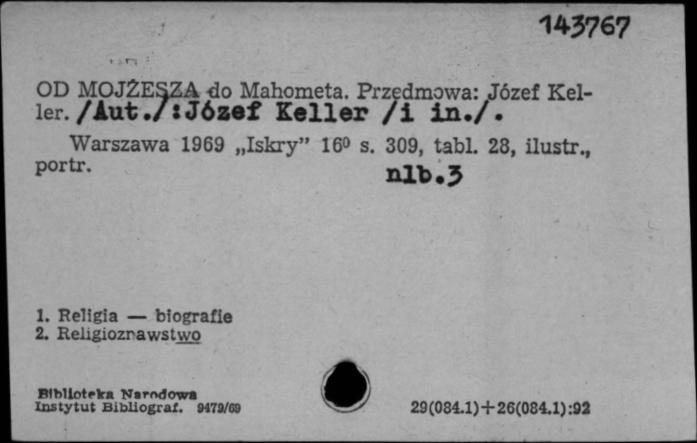 143767
OD MOJŻESZA do Mahometa. Przedmowa: Józef Kel-
ler. /Aut./:Józef Keller /i in./.
Warszawa 1969 „Iskry” 16⁰ s. 309, tabl. 28, ilustr.,
portr.
nlb.3
1. Religia — biografie
2. Religioznawstwo
Biblioteka Narodowa
Instytut Bibliograf. 9479/69
29(084.1)+26(084.1):92